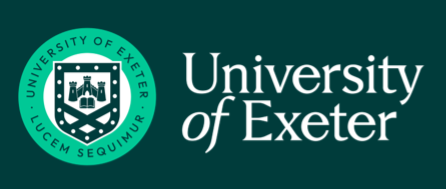 UNIVERSITY OF EXETER
LUCEM SEQUIMUR
University
of Exeter